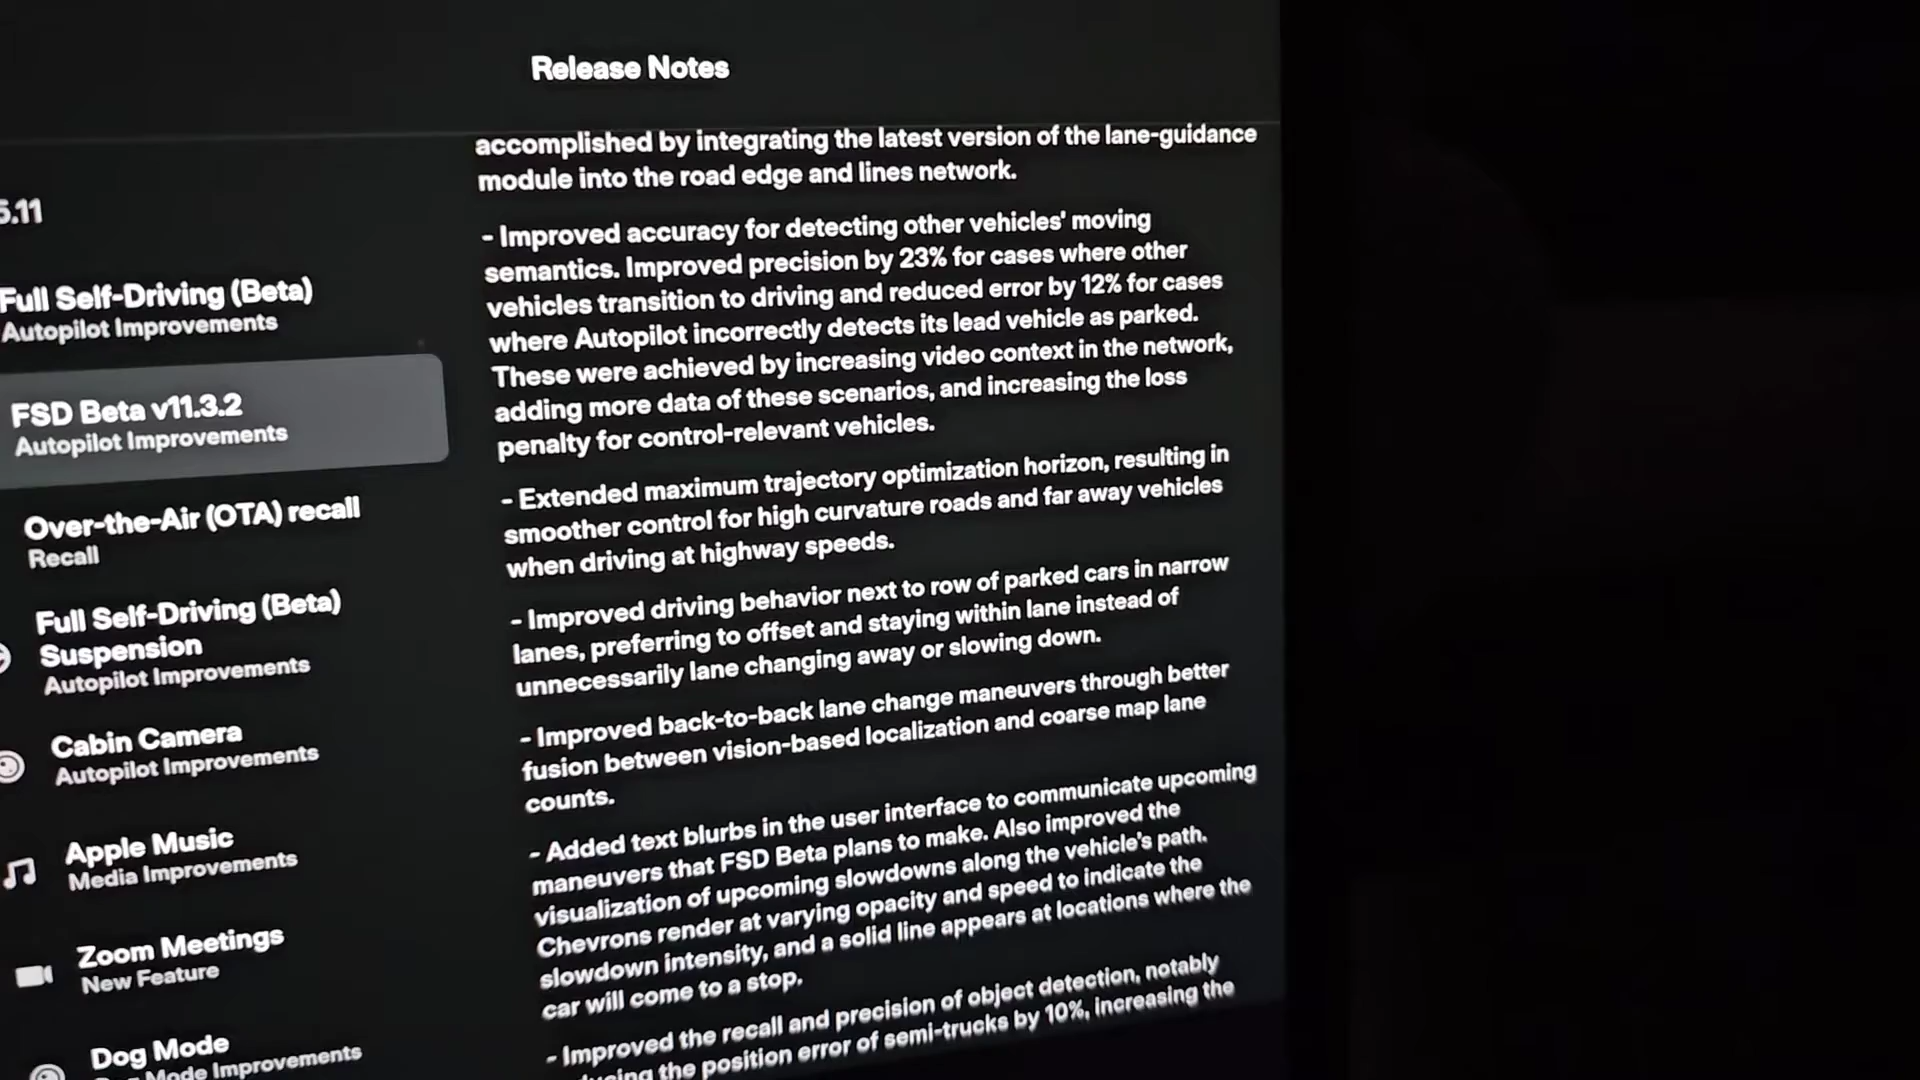 Release Notes
5.11
Full Self-Driving (Beta)
Autopilot Improvements
FSD Beta v11.3.2
Autopilot Improvements
Over-the-Air (OTA) recall
Recall
Full Self-Driving (Beta)
Suspension
Autopilot Improvements
Cabin Camera
Autopilot Improvements
Apple Music
Media Improvements
Zoom Meetings
New Feature
Dog Mode
Dog Mode Improvements
accomplished by integrating the latest version of the lane-guidance
module into the road edge and lines network.
- Improved accuracy for detecting other vehicles' moving
semantics. Improved precision by 23% for cases where other
vehicles transition to driving and reduced error by 12% for cases
where Autopilot incorrectly detects its lead vehicle as parked.
These were achieved by increasing video context in the network,
adding more data of these scenarios, and increasing the loss
penalty for control-relevant vehicles.
- Extended maximum trajectory optimization horizon, resulting in
smoother control for high curvature roads and far away vehicles
when driving at highway speeds.
- Improved driving behavior next to row of parked cars in narrow
lanes, preferring to offset and staying within lane instead of
unnecessarily lane changing away or slowing down.
- Improved back-to-back lane change maneuvers through better
fusion between vision-based localization and coarse map lane
counts.
- Added text blurbs in the user interface to communicate upcoming
maneuvers that FSD Beta plans to make. Also improved the
visualization of upcoming slowdowns along the vehicle's path.
Chevrons render at varying opacity and speed to indicate the
slowdown intensity, and a solid line appears at locations where the
car will come to a stop.
- Improved the recall and precision of object detection, notably
the position error of semi-trucks by 10%, increasing the